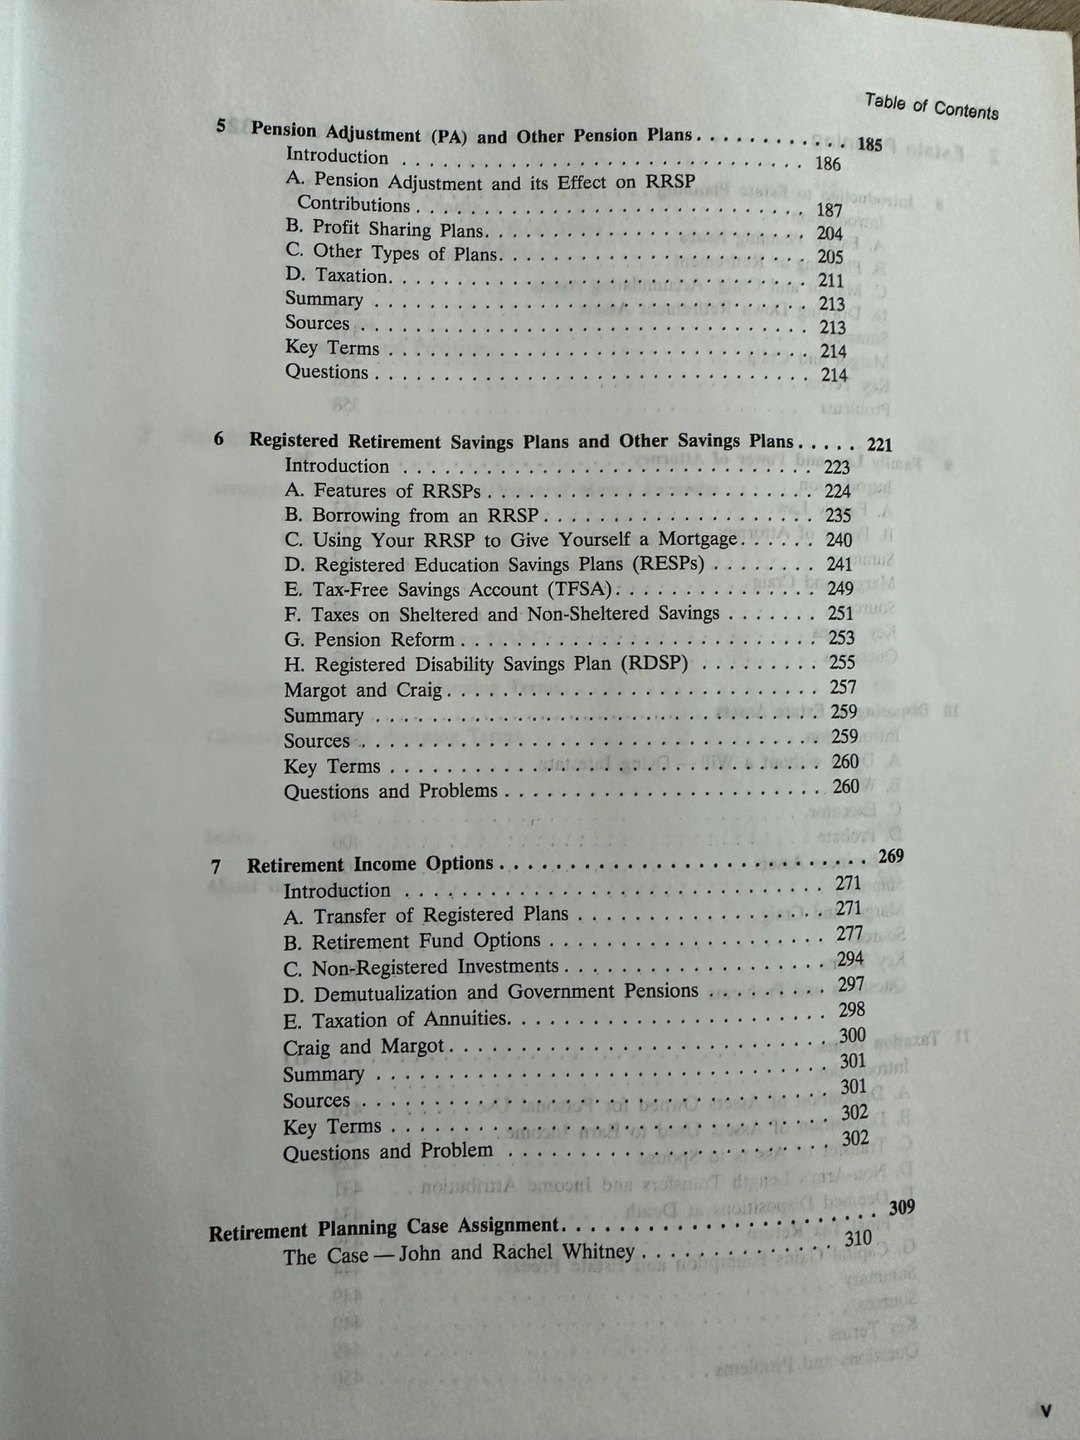 Table of Contents
5 Pension Adjustment (PA) and Other Pension Plans. . . . . . . . . . . . 185
Introduction . . . . . . . . . . . . . . . . . . . . . . . . . . . . . . 186
A. Pension Adjustment and its Effect on RRSP
Contributions . . . . . . . . . . . . . . . . . . . . . . . . . . . . . 187
B. Profit Sharing Plans. . . . . . . . . . . . . . . . . . . . . . . . 204
C. Other Types of Plans. . . . . . . . . . . . . . . . . . . . . . . 205
D. Taxation. . . . . . . . . . . . . . . . . . . . . . . . . . . . . . . 211
Summary . . . . . . . . . . . . . . . . . . . . . . . . . . . . . . . . 213
Sources . . . . . . . . . . . . . . . . . . . . . . . . . . . . . . . . . 213
Key Terms . . . . . . . . . . . . . . . . . . . . . . . . . . . . . . . 214
Questions . . . . . . . . . . . . . . . . . . . . . . . . . . . . . . . . 214
6 Registered Retirement Savings Plans and Other Savings Plans . . . . . 221
Introduction . . . . . . . . . . . . . . . . . . . . . . . . . . . . . . 223
A. Features of RRSPs . . . . . . . . . . . . . . . . . . . . . . . . 224
B. Borrowing from an RRSP . . . . . . . . . . . . . . . . . . . . 235
C. Using Your RRSP to Give Yourself a Mortgage. . . . . . 240
D. Registered Education Savings Plans (RESPs) . . . . . . . . 241
E. Tax-Free Savings Account (TFSA). . . . . . . . . . . . . . . 249
F. Taxes on Sheltered and Non-Sheltered Savings . . . . . . . 251
G. Pension Reform . . . . . . . . . . . . . . . . . . . . . . . . . . 253
H. Registered Disability Savings Plan (RDSP) . . . . . . . . . 255
Margot and Craig. . . . . . . . . . . . . . . . . . . . . . . . . . . . 257
Summary . . . . . . . . . . . . . . . . . . . . . . . . . . . . . . . . . 259
Sources . . . . . . . . . . . . . . . . . . . . . . . . . . . . . . . . . . 259
Key Terms . . . . . . . . . . . . . . . . . . . . . . . . . . . . . . . . 260
Questions and Problems . . . . . . . . . . . . . . . . . . . . . . . . 260
7 Retirement Income Options . . . . . . . . . . . . . . . . . . . . . . . . . . . . 269
Introduction . . . . . . . . . . . . . . . . . . . . . . . . . . . . . . . 271
A. Transfer of Registered Plans . . . . . . . . . . . . . . . . . . 271
B. Retirement Fund Options . . . . . . . . . . . . . . . . . . . . 277
C. Non-Registered Investments . . . . . . . . . . . . . . . . . . . 294
D. Demutualization and Government Pensions . . . . . . . . . 297
E. Taxation of Annuities. . . . . . . . . . . . . . . . . . . . . . . . 298
Craig and Margot . . . . . . . . . . . . . . . . . . . . . . . . . . . . 300
Summary . . . . . . . . . . . . . . . . . . . . . . . . . . . . . . . . . 301
Sources . . . . . . . . . . . . . . . . . . . . . . . . . . . . . . . . . . 301
Key Terms . . . . . . . . . . . . . . . . . . . . . . . . . . . . . . . . 302
Questions and Problem . . . . . . . . . . . . . . . . . . . . . . . . 302
Retirement Planning Case Assignment. . . . . . . . . . . . . . . . . . . . . . . 309
The Case — John and Rachel Whitney . . . . . . . . . . . . . . 310
v